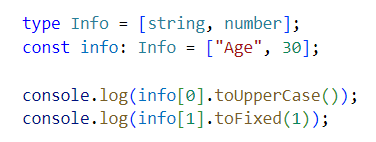 type Info = [string, number];
const info: Info = ["Age", 30];

console.log(info[0].toUpperCase());
console.log(info[1].toFixed(1));